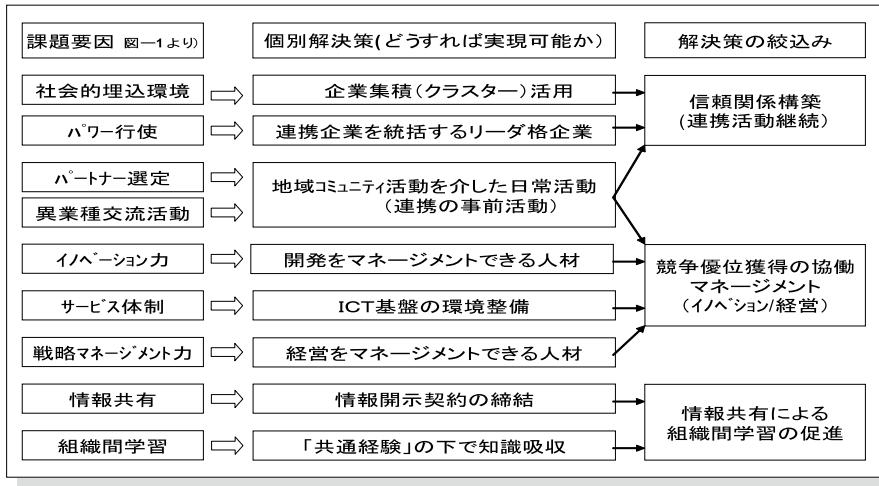 課題要因 図―1より)
個別解決策(どうすれば実現可能か)
解決策の絞込み
社会的埋込環境
企業集積(クラスター)活用
信頼関係構築
(連携活動継続)
パワー行使
連携企業を統括するリーダ格企業
パートナー選定
異業種交流活動
地域コミュニティ活動を介した日常活動
(連携の事前活動)
イノベーション力
開発をマネージメントできる人材
競争優位獲得の協働
マネージメント
(イノベション/経営)
サービス体制
ICT基盤の環境整備
戦略マネージメント力
経営をマネージメントできる人材
情報共有
情報開示契約の締結
情報共有による
組織間学習の促進
組織間学習
「共通経験」の下で知識吸収